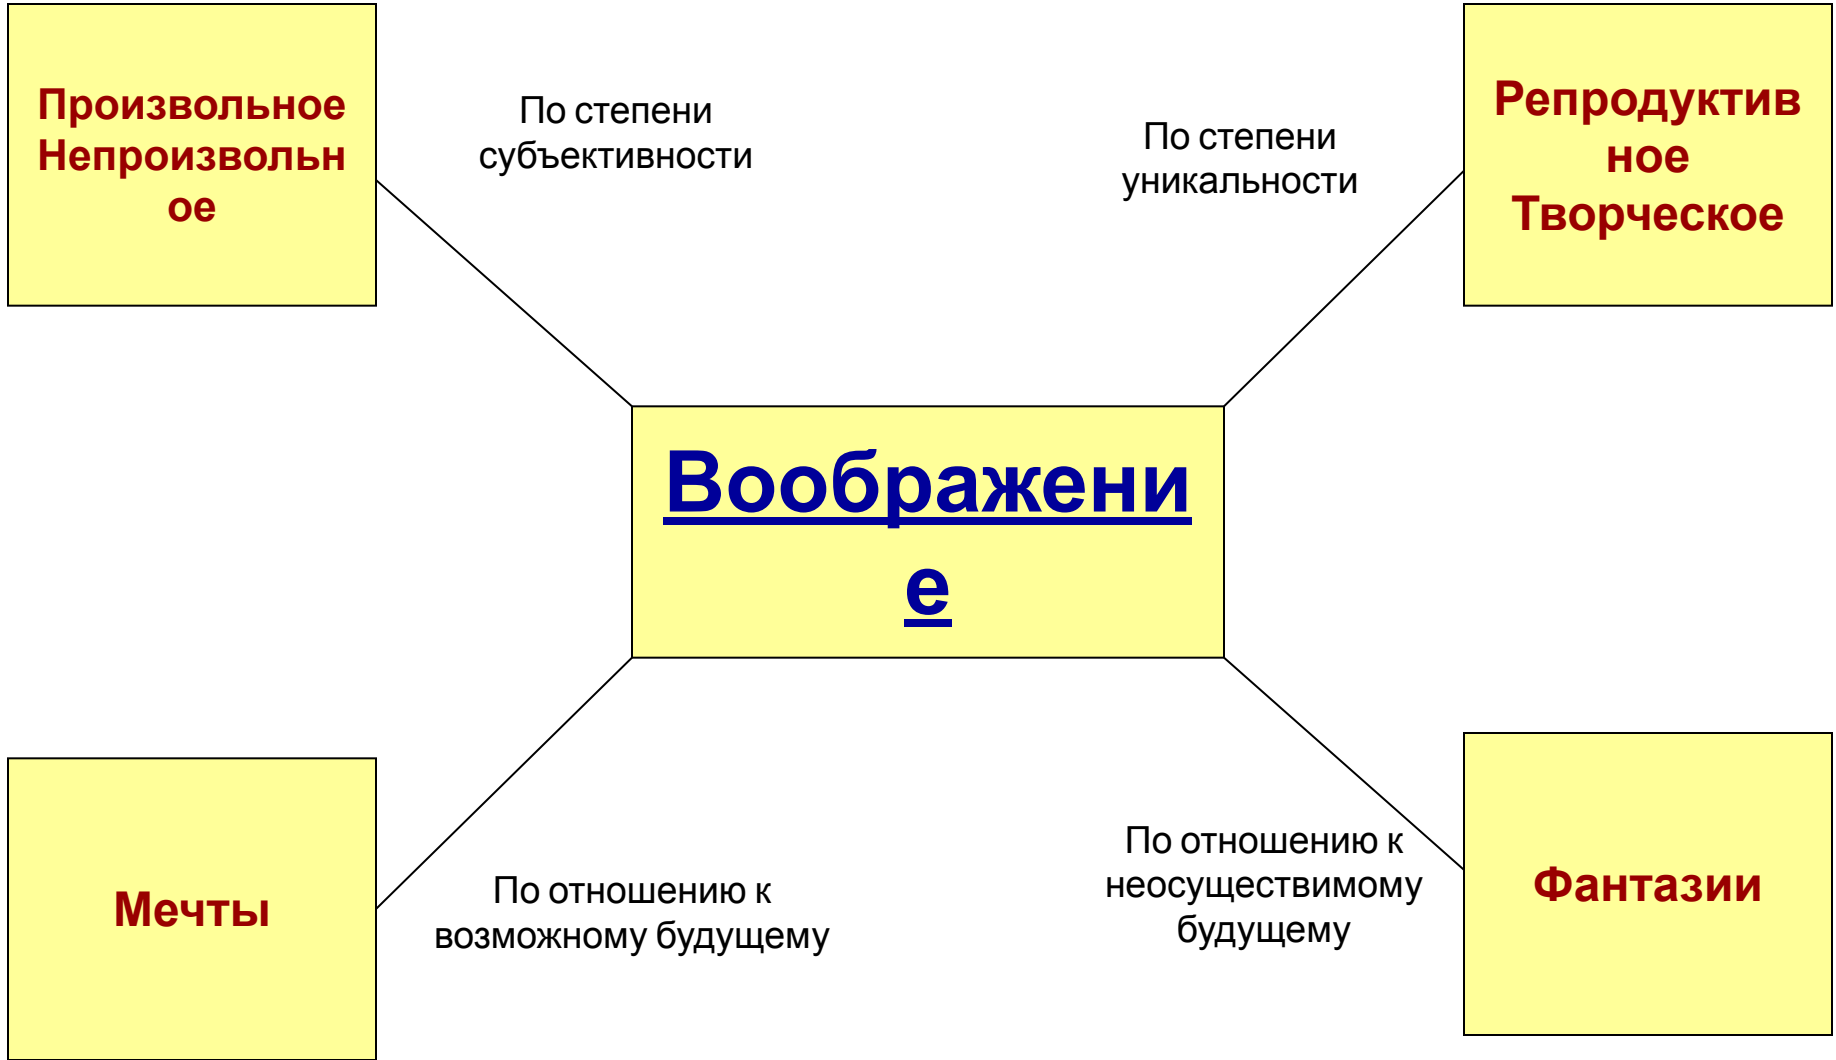 Произвольное
Непроизвольн
ое
По степени
субъективности
По степени
уникальности
Репродуктив
ное
Творческое
Воображени
е
Мечты
По отношению к
возможному будущему
По отношению к
неосуществимому
будущему
Фантазии